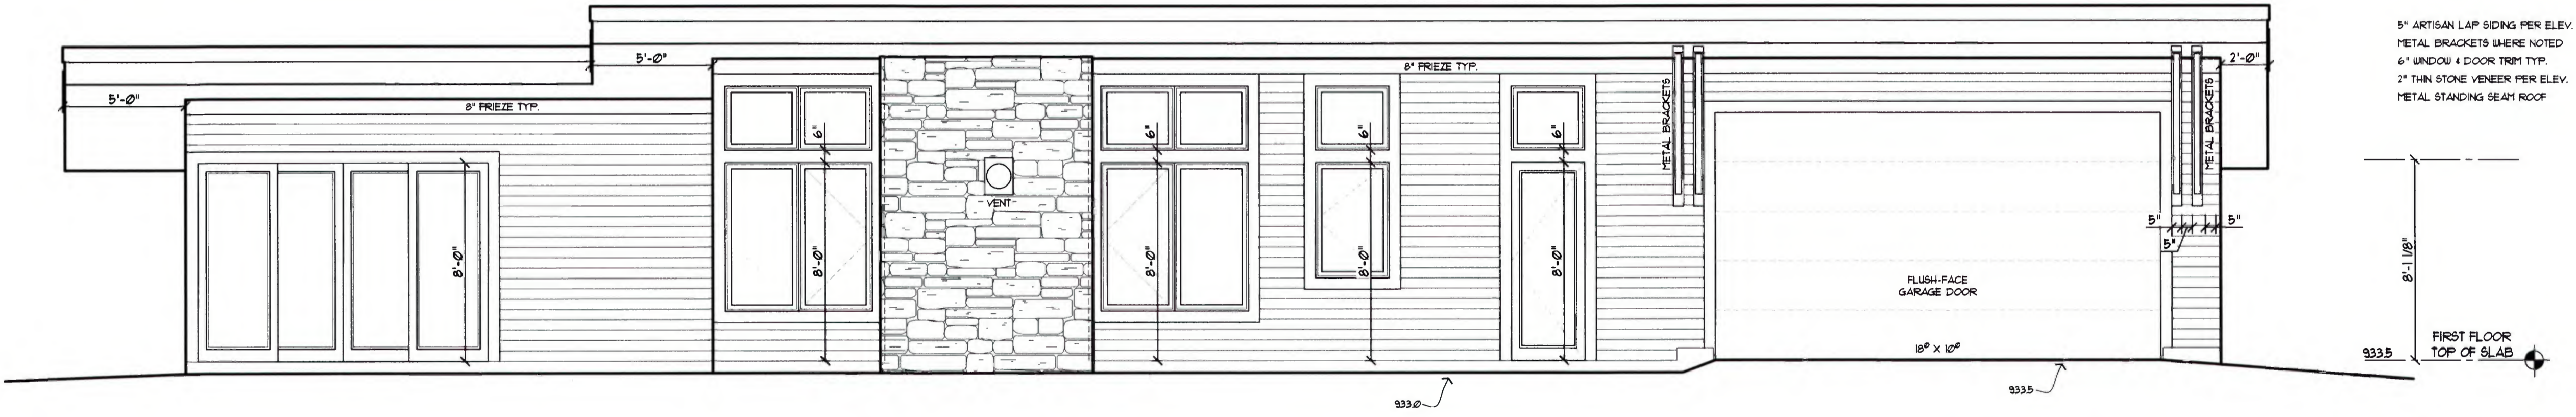 5" ARTISAN LAP SIDING PER ELEV.
METAL BRACKETS WHERE NOTED
6" WINDOW & DOOR TRIM TYP.
2" THIN STONE VENEER PER ELEV.
METAL STANDING SEAM ROOF
5'-0"
2'-0"
8" FRIEZE TYP.
5'-0"
8" FRIEZE TYP.
METAL BRACKETS
METAL BRACKETS
6"
6"
6"
6"
VENT
5"
5"
5"
8'-0"
8'-0"
8'-0"
8'-0"
8'-0"
8'-1 1/8"
FLUSH-FACE
GARAGE DOOR
18⁰ X 10⁰
FIRST FLOOR
TOP OF SLAB
933.5
933.0
933.5